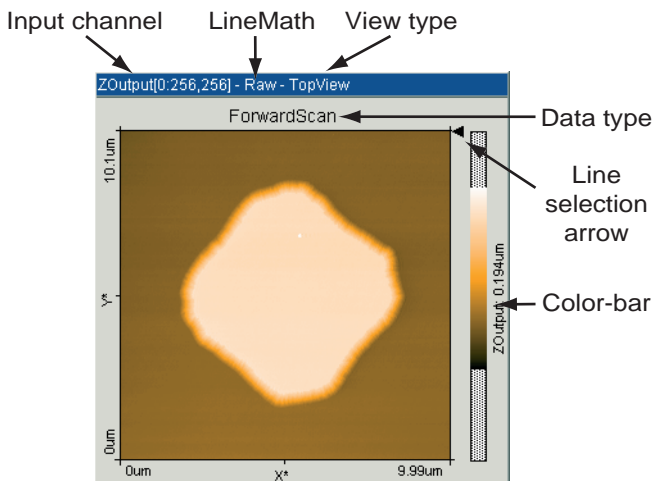 Input channel LineMath View type
ZOutput[0:256,256] - Raw - TopView
ForwardScan
Data type
10.1um
Line
selection
arrow
Y*
ZOutput: 0.194um
Color-bar
0um
0um X* 9.99um